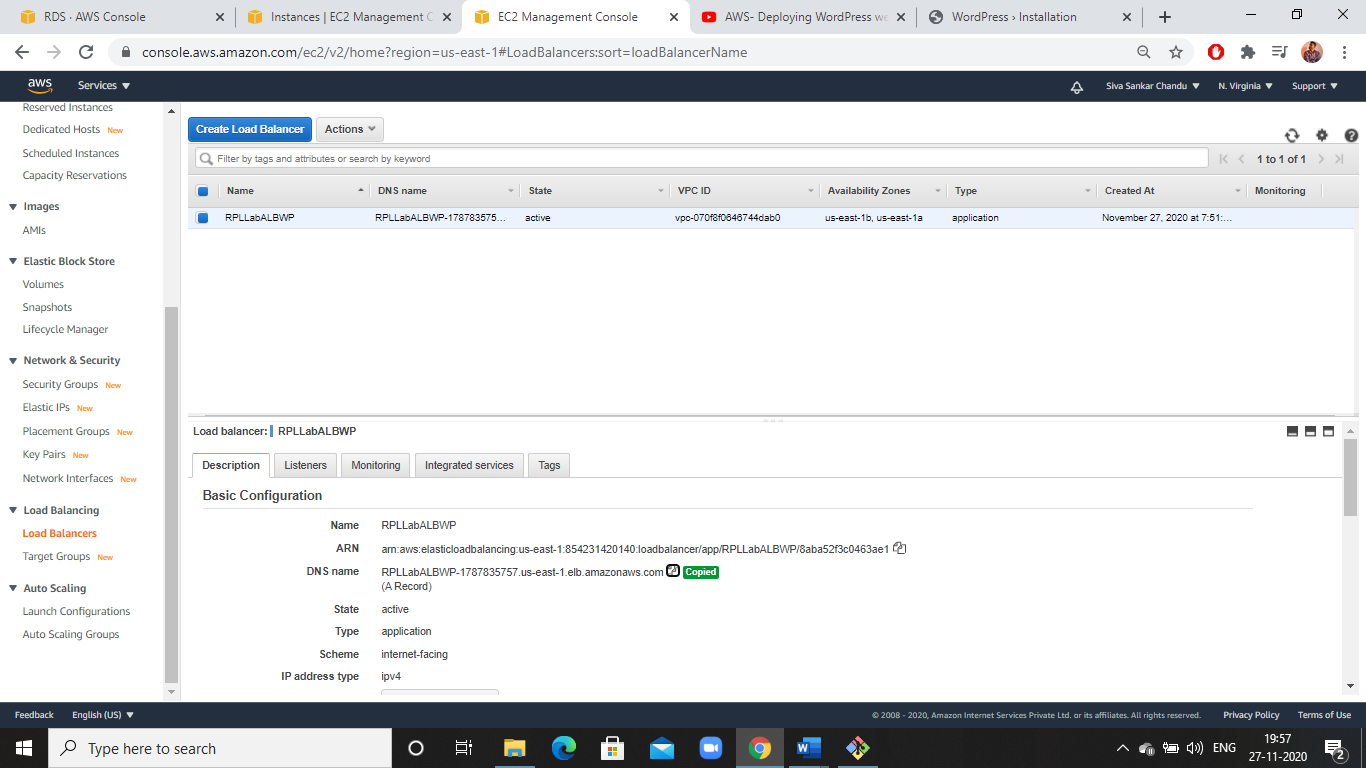 RDS · AWS Console
Instances | EC2 Management C
EC2 Management Console
AWS- Deploying WordPress we
WordPress › Installation
console.aws.amazon.com/ec2/v2/home?region=us-east-1#LoadBalancers:sort=loadBalancerName
aws
Services
Siva Sankar Chandu
N. Virginia
Support
Reserved Instances
Dedicated Hosts New
Scheduled Instances
Capacity Reservations
Images
AMIs
Elastic Block Store
Volumes
Snapshots
Lifecycle Manager
Network & Security
Security Groups New
Elastic IPs New
Placement Groups New
Key Pairs New
Network Interfaces New
Load Balancing
Load Balancers
Target Groups New
Auto Scaling
Launch Configurations
Auto Scaling Groups
Create Load Balancer
Actions
Filter by tags and attributes or search by keyword
1 to 1 of 1
Name DNS name State VPC ID Availability Zones Type Created At Monitoring
RPLLabALBWP RPLLabALBWP-178783575... active vpc-070f8f0646744dab0 us-east-1b, us-east-1a application November 27, 2020 at 7:51:...
Load balancer: RPLLabALBWP
Description Listeners Monitoring Integrated services Tags
Basic Configuration
Name RPLLabALBWP
ARN arn:aws:elasticloadbalancing:us-east-1:854231420140:loadbalancer/app/RPLLabALBWP/8aba52f3c0463ae1
DNS name RPLLabALBWP-1787835757.us-east-1.elb.amazonaws.com Copied
(A Record)
State active
Type application
Scheme internet-facing
IP address type ipv4
Feedback
English (US)
© 2008 - 2020, Amazon Internet Services Private Ltd. or its affiliates. All rights reserved.
Privacy Policy
Terms of Use
Type here to search
ENG
19:57
27-11-2020
2